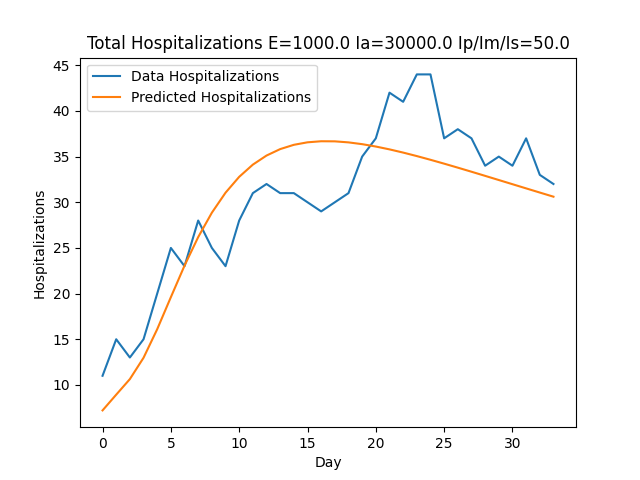 Total Hospitalizations E=1000.0 Ia=30000.0 Ip/Im/Is=50.0
Data Hospitalizations
Predicted Hospitalizations
45
40
35
30
25
20
15
10
Hospitalizations
0 5 10 15 20 25 30
Day